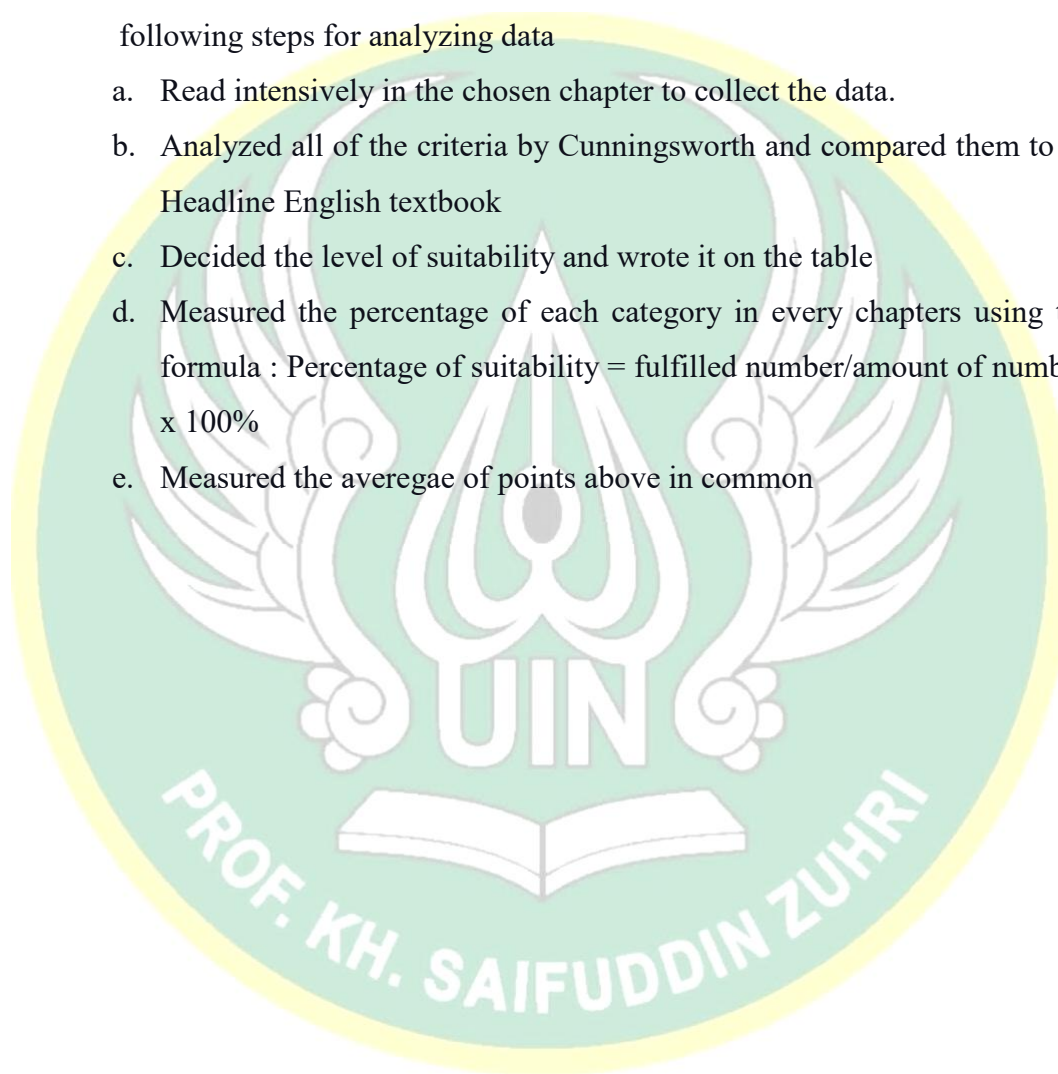 following steps for analyzing data
a. Read intensively in the chosen chapter to collect the data.
b. Analyzed all of the criteria by Cunningsworth and compared them to
Headline English textbook
c. Decided the level of suitability and wrote it on the table
d. Measured the percentage of each category in every chapters using
formula : Percentage of suitability = fulfilled number/amount of
x 100%
e. Measured the averegae of points above in common
UIN
PROF. KH. SAIFUDDIN ZUHRI